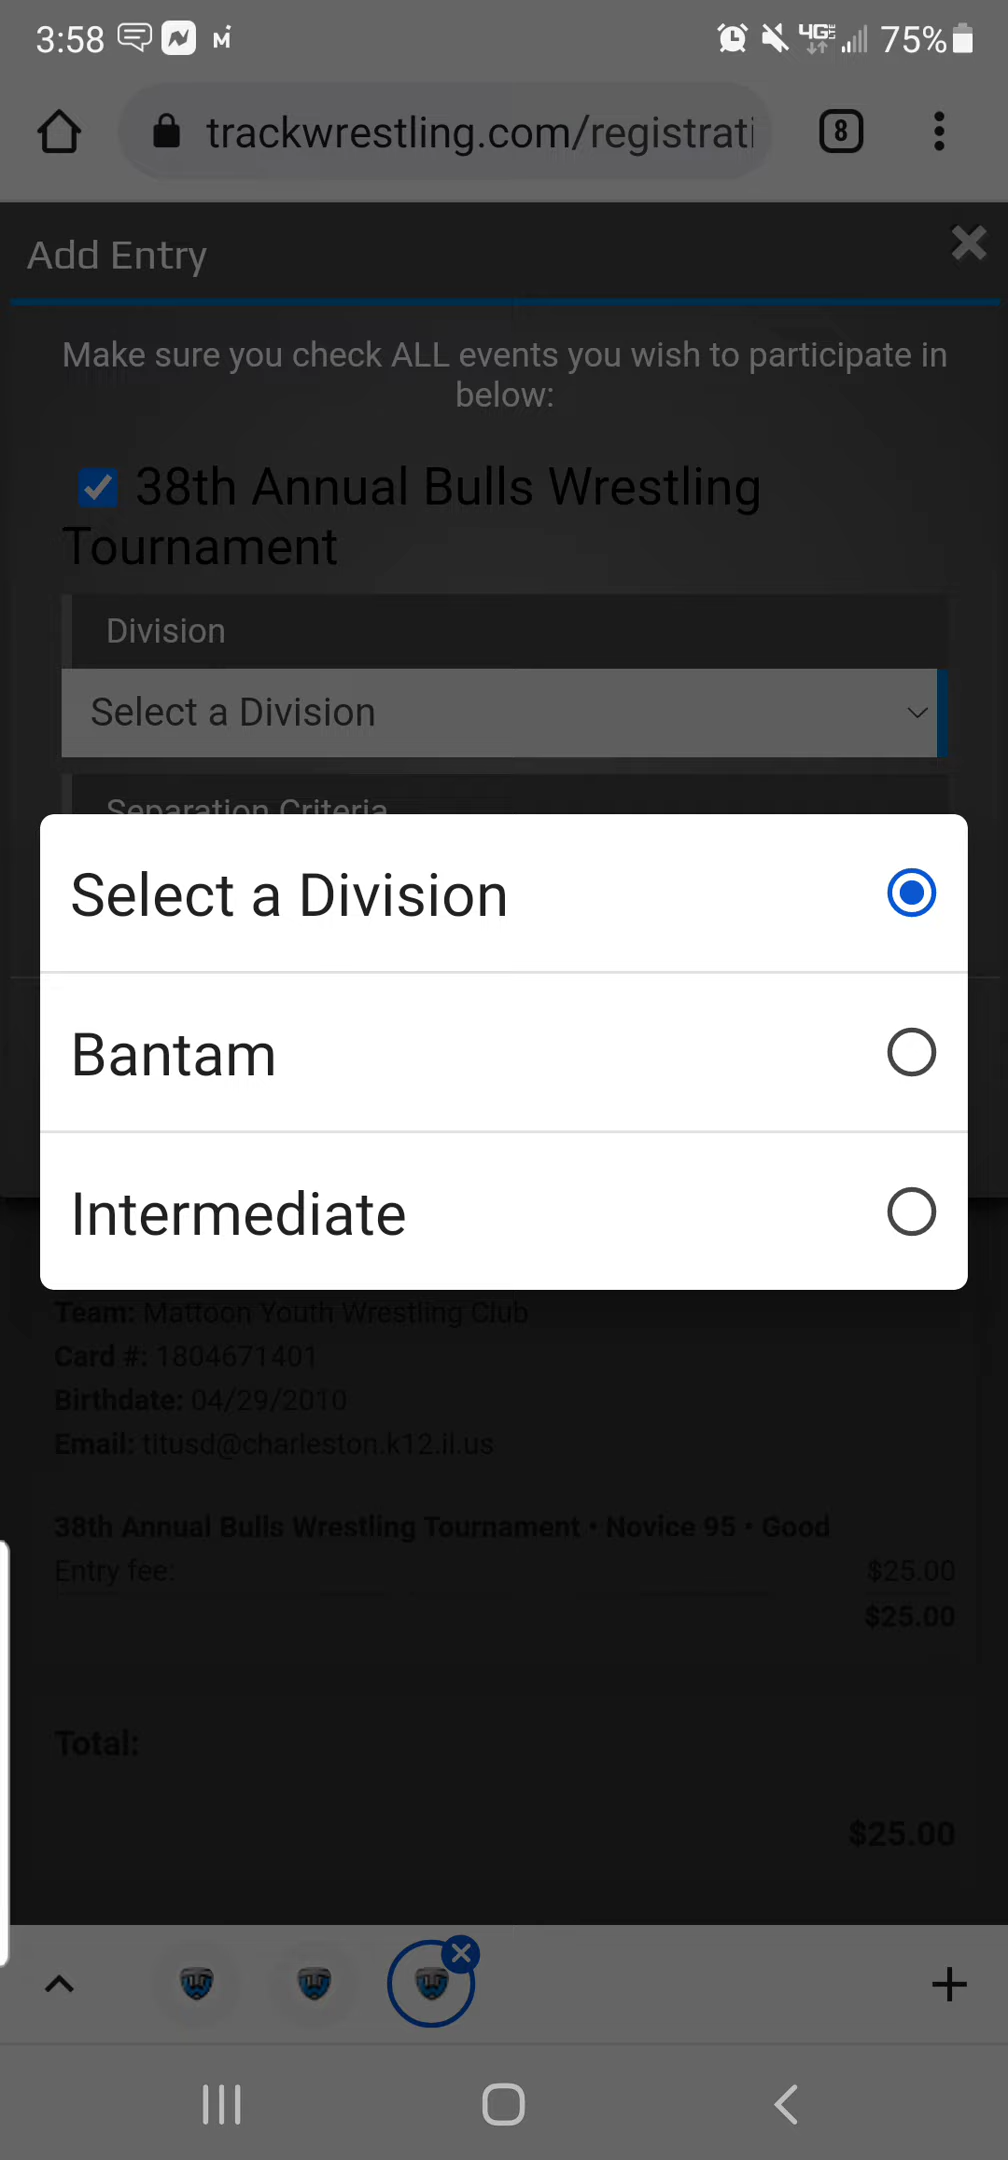 3:58
4G LTE
75%
trackwrestling.com/registrati
8
Add Entry
Make sure you check ALL events you wish to participate in
below:
38th Annual Bulls Wrestling
Tournament
Division
Select a Division
Separation Criteria
Select a Division
Bantam
Intermediate
Team: Mattoon Youth Wrestling Club
Card #: 1804671401
Birthdate: 04/29/2010
Email: titusd@charleston.k12.il.us
38th Annual Bulls Wrestling Tournament • Novice 95 • Good
Entry fee: $25.00
$25.00
Total:
$25.00